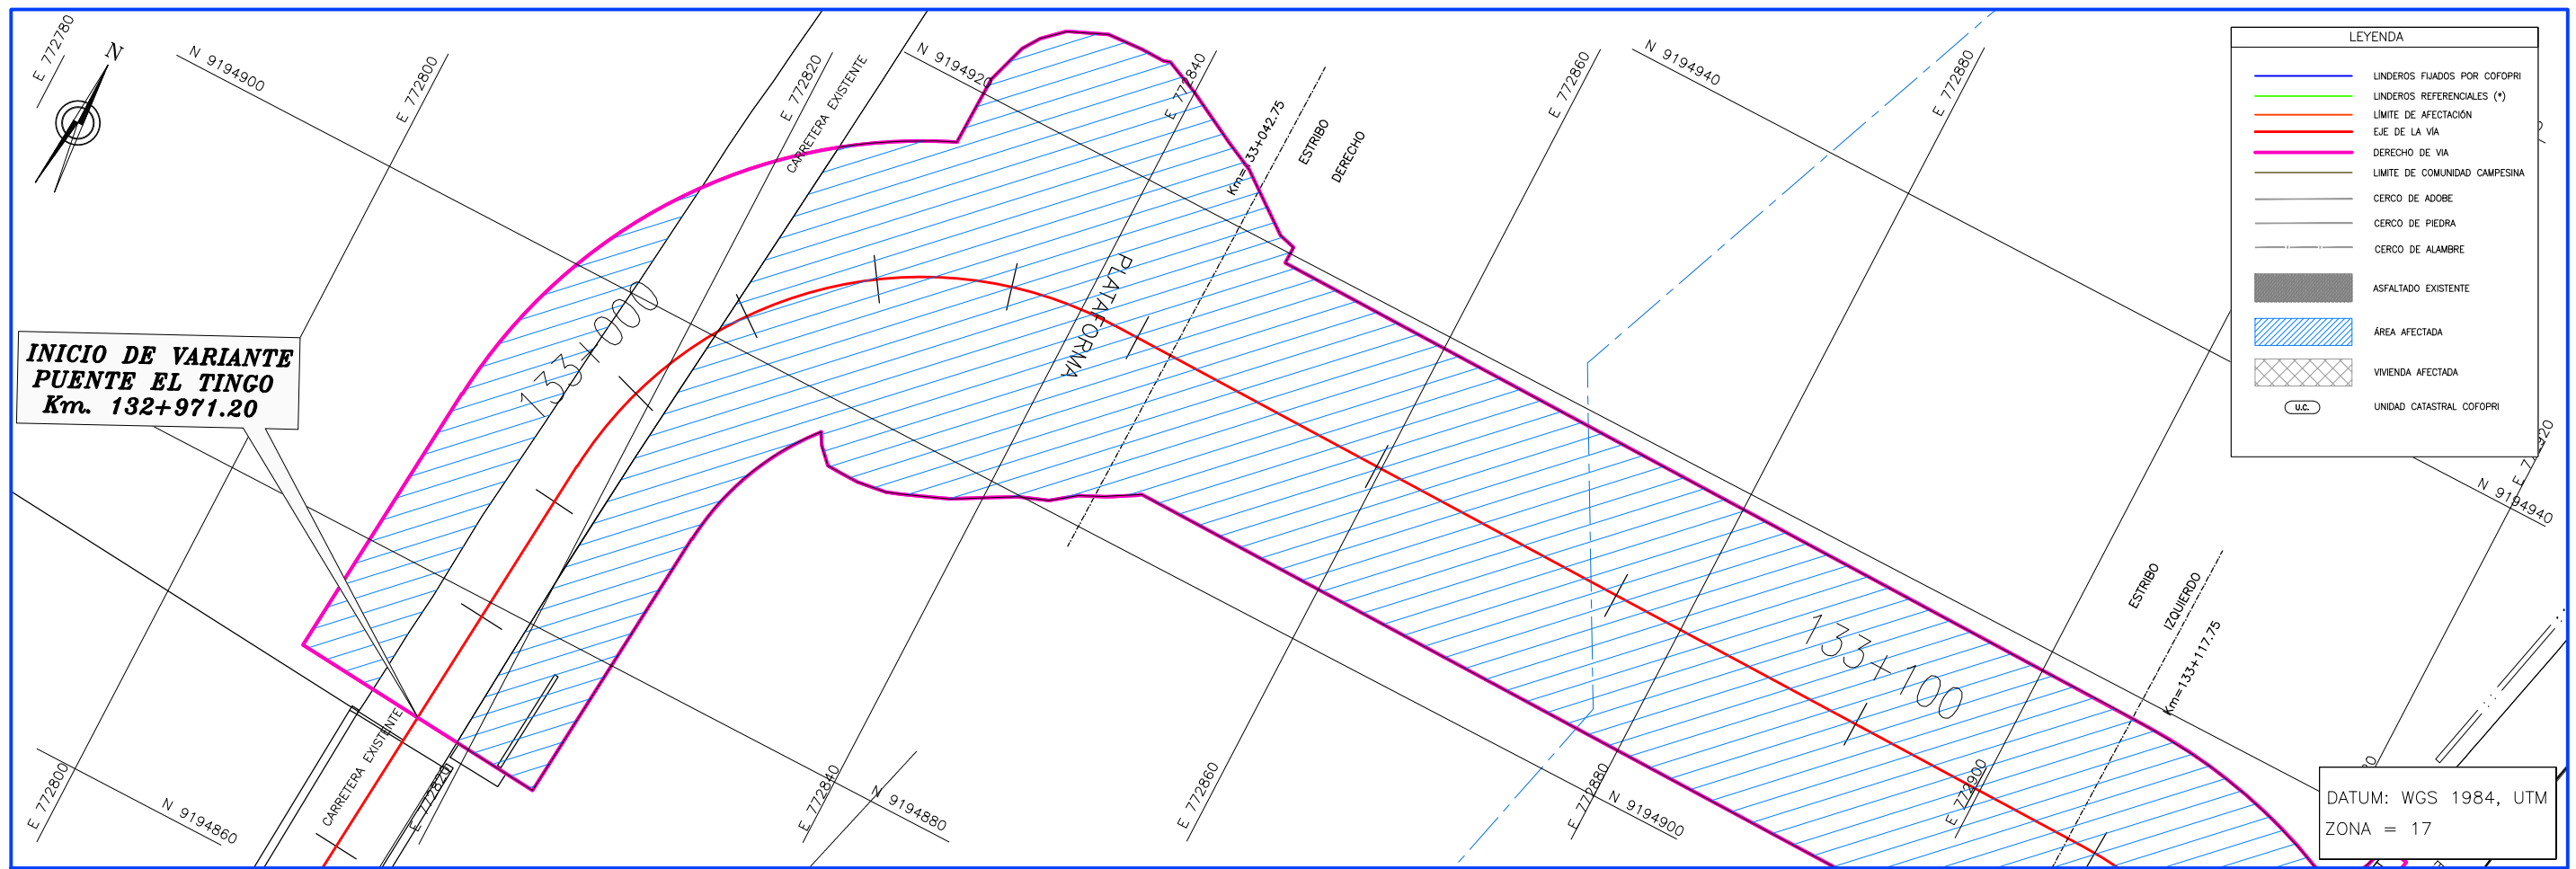 E 772780
N
N 9194900
E 772800
E 772820
CARRETERA EXISTENTE
N 9194920
E 772840
Km=133+042.75
ESTRIBO
DERECHO
E 772860
N 9194940
E 772880
LEYENDA
LINDEROS FIJADOS POR COFOPRI
LINDEROS REFERENCIALES (*)
LÍMITE DE AFECTACIÓN
EJE DE LA VÍA
DERECHO DE VIA
LIMITE DE COMUNIDAD CAMPESINA
CERCO DE ADOBE
CERCO DE PIEDRA
CERCO DE ALAMBRE
ASFALTADO EXISTENTE
ÁREA AFECTADA
VIVIENDA AFECTADA
U.C. UNIDAD CATASTRAL COFOPRI
INICIO DE VARIANTE
PUENTE EL TINGO
Km. 132+971.20
133+000
PLATAFORMA
N 9194940
ESTRIBO
IZQUIERDO
Km=133+117.75
133+100
CARRETERA EXISTENTE
E 772800
N 9194860
E 772820
E 772840
N 9194880
E 772860
E 772880
N 9194900
E 772900
DATUM: WGS 1984, UTM
ZONA = 17